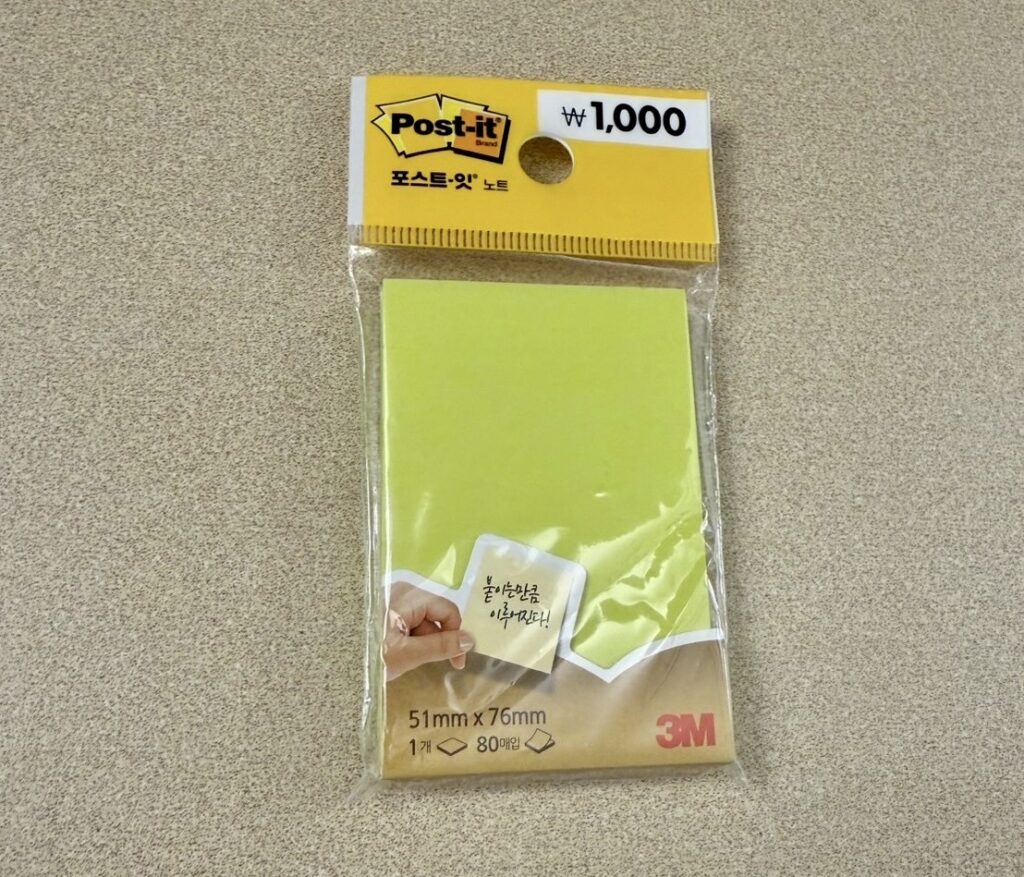 Post-it®
Brand
₩1,000
포스트-잇® 노트
붙이는만큼
이루어진다!
51mm x 76mm
1개 80매입
3M